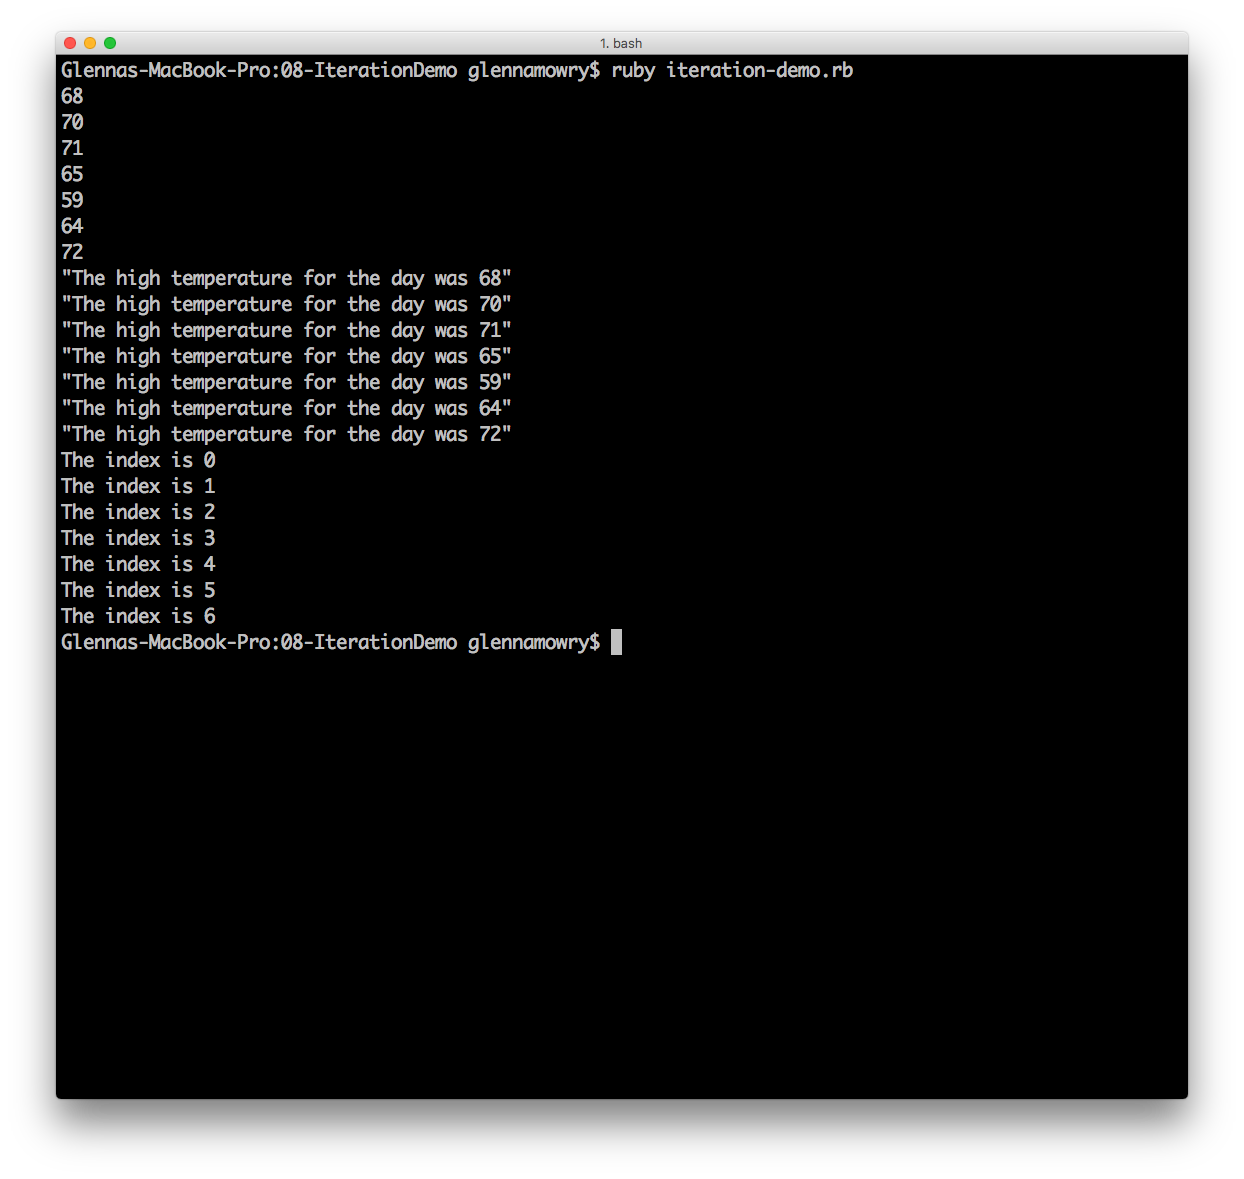 1. bash
Glennas-MacBook-Pro:08-IterationDemo glennamowry$ ruby iteration-demo.rb
68
70
71
65
59
64
72
"The high temperature for the day was 68"
"The high temperature for the day was 70"
"The high temperature for the day was 71"
"The high temperature for the day was 65"
"The high temperature for the day was 59"
"The high temperature for the day was 64"
"The high temperature for the day was 72"
The index is 0
The index is 1
The index is 2
The index is 3
The index is 4
The index is 5
The index is 6
Glennas-MacBook-Pro:08-IterationDemo glennamowry$